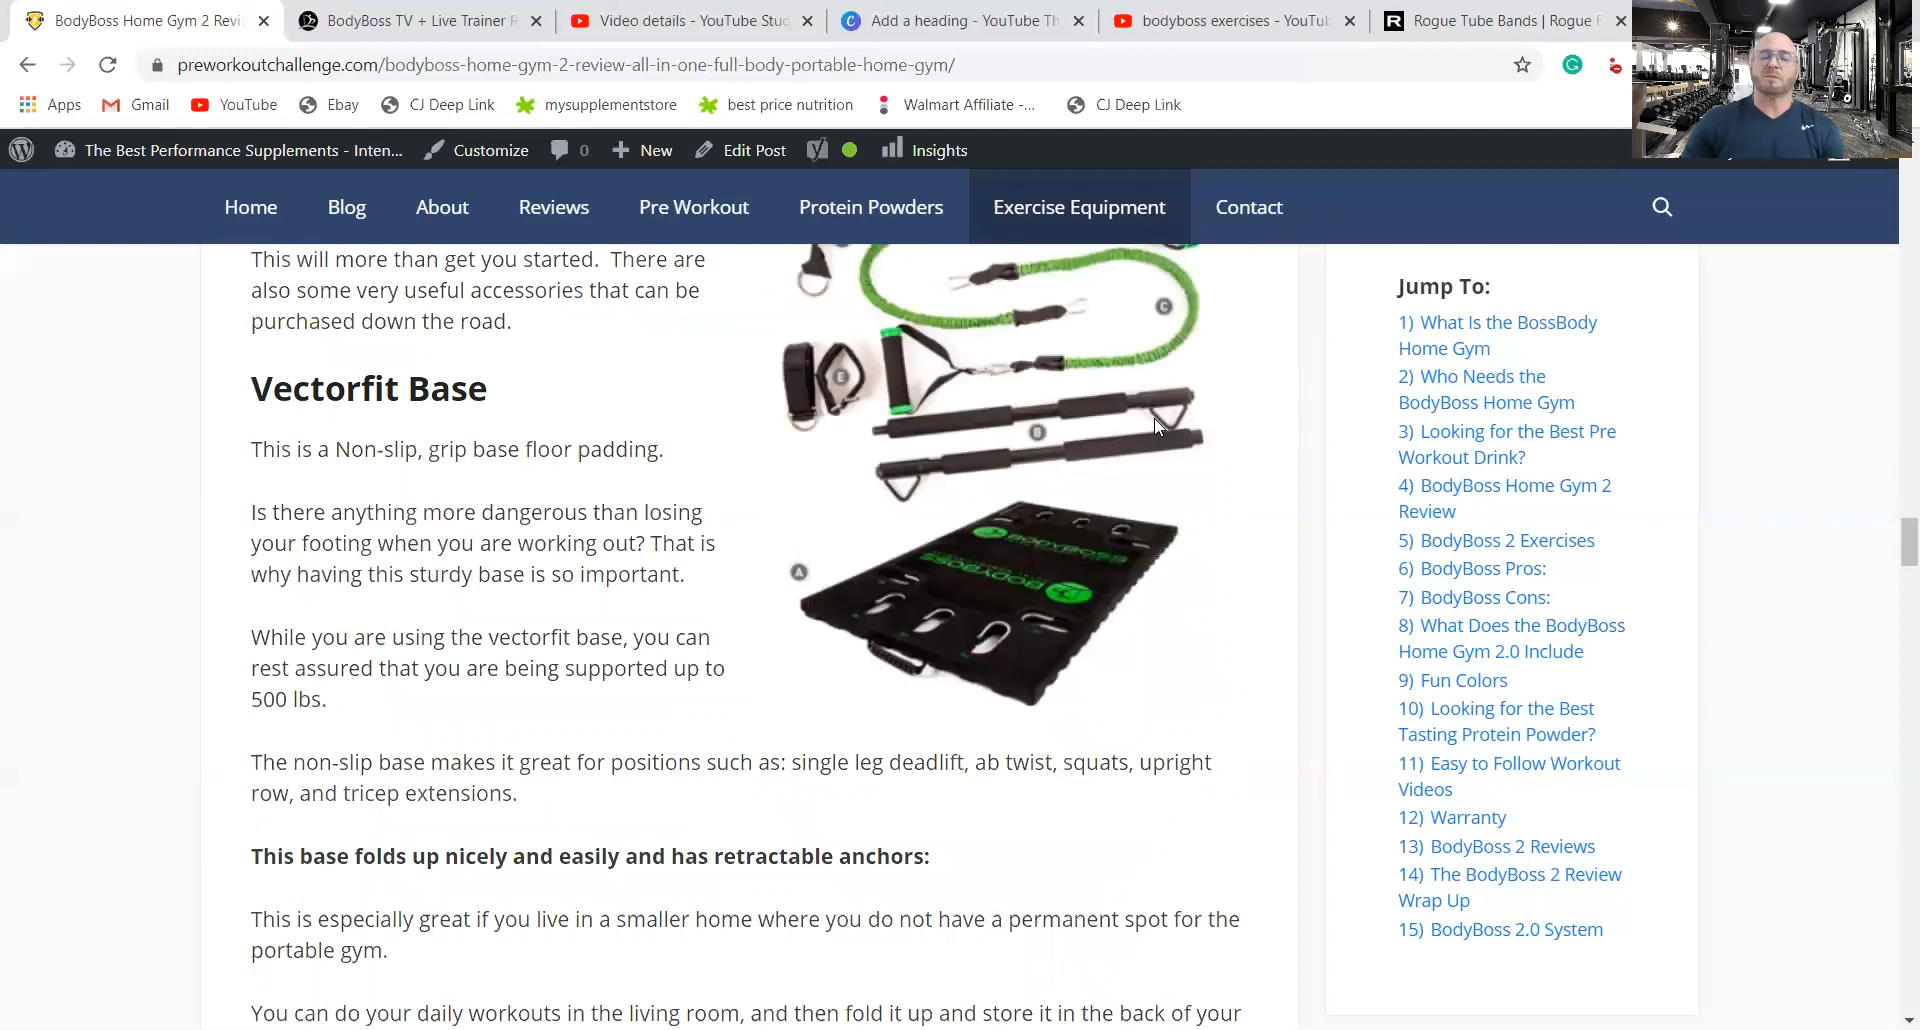 BodyBoss Home Gym 2 Revi
BodyBoss TV + Live Trainer R
Video details - YouTube Stu
Add a heading - YouTube Th
bodyboss exercises - YouTu
Rogue Tube Bands | Rogue F
preworkoutchallenge.com/bodyboss-home-gym-2-review-all-in-one-full-body-portable-home-gym/
Apps
Gmail
YouTube
Ebay
CJ Deep Link
mysupplementstore
best price nutrition
Walmart Affiliate -...
CJ Deep Link
The Best Performance Supplements - Inten...
Customize
0
New
Edit Post
Insights
Home
Blog
About
Reviews
Pre Workout
Protein Powders
Exercise Equipment
Contact
This will more than get you started. There are
also some very useful accessories that can be
purchased down the road.
Vectorfit Base
This is a Non-slip, grip base floor padding.
Is there anything more dangerous than losing
your footing when you are working out? That is
why having this sturdy base is so important.
While you are using the vectorfit base, you can
rest assured that you are being supported up to
500 lbs.
C
E
B
A
BODYBOSS
BODYBOSS
The non-slip base makes it great for positions such as: single leg deadlift, ab twist, squats, upright
row, and tricep extensions.
This base folds up nicely and easily and has retractable anchors:
This is especially great if you live in a smaller home where you do not have a permanent spot for the
portable gym.
You can do your daily workouts in the living room, and then fold it up and store it in the back of your
Jump To:
1) What Is the BossBody
Home Gym
2) Who Needs the
BodyBoss Home Gym
3) Looking for the Best Pre
Workout Drink?
4) BodyBoss Home Gym 2
Review
5) BodyBoss 2 Exercises
6) BodyBoss Pros:
7) BodyBoss Cons:
8) What Does the BodyBoss
Home Gym 2.0 Include
9) Fun Colors
10) Looking for the Best
Tasting Protein Powder?
11) Easy to Follow Workout
Videos
12) Warranty
13) BodyBoss 2 Reviews
14) The BodyBoss 2 Review
Wrap Up
15) BodyBoss 2.0 System